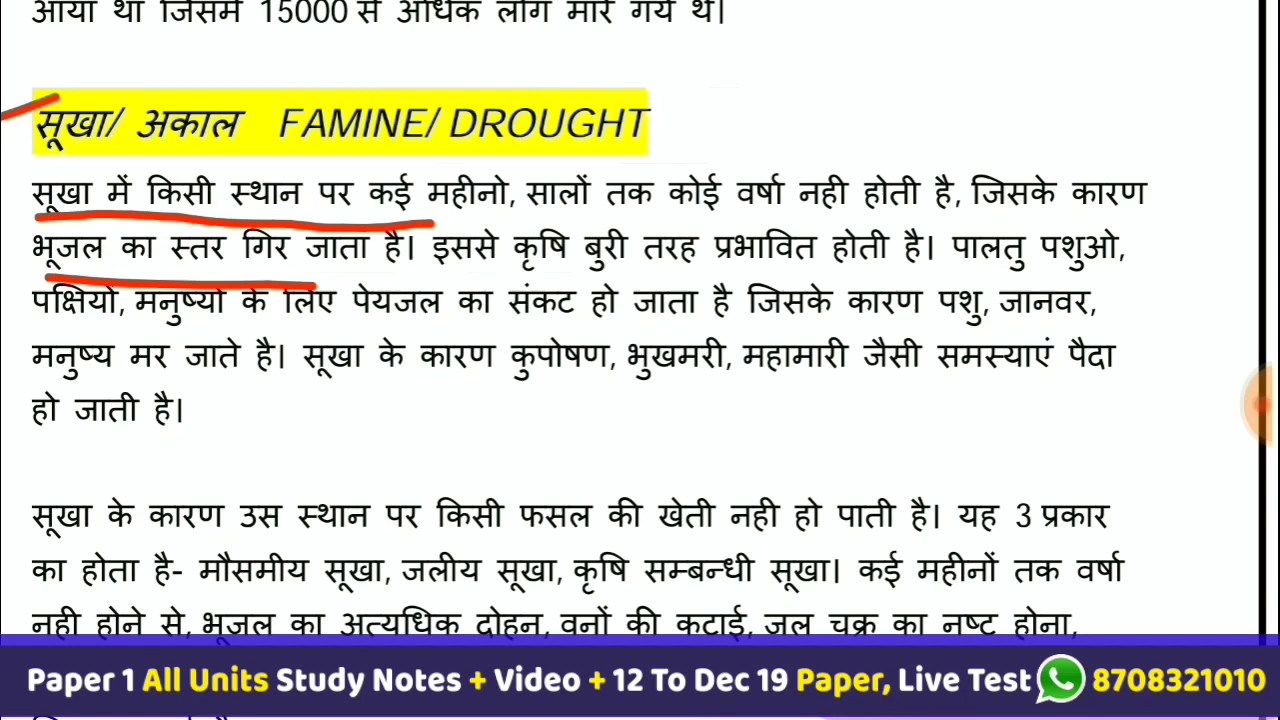 आया था जिसमें 15000 से अधिक लोग मारे गये थे।
सूखा/ अकाल FAMINE/ DROUGHT
सूखा में किसी स्थान पर कई महीनो, सालों तक कोई वर्षा नही होती है, जिसके कारण
भूजल का स्तर गिर जाता है। इससे कृषि बुरी तरह प्रभावित होती है। पालतु पशुओ,
पक्षियो, मनुष्यो के लिए पेयजल का संकट हो जाता है जिसके कारण पशु, जानवर,
मनुष्य मर जाते है। सूखा के कारण कुपोषण, भुखमरी, महामारी जैसी समस्याएं पैदा
हो जाती है।
सूखा के कारण उस स्थान पर किसी फसल की खेती नही हो पाती है। यह 3 प्रकार
का होता है- मौसमीय सूखा, जलीय सूखा, कृषि सम्बन्धी सूखा। कई महीनों तक वर्षा
नही होने से, भूजल का अत्यधिक दोहन, वनों की कटाई, जल चक्र का नष्ट होना,
Paper 1 All Units Study Notes + Video + 12 To Dec 19 Paper, Live Test 8708321010